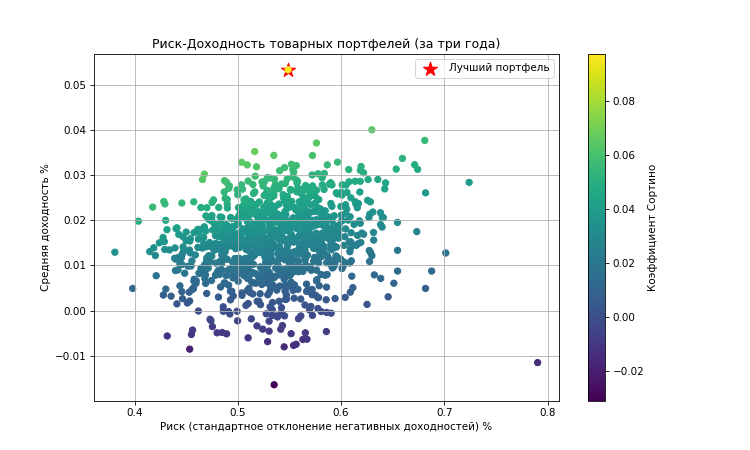 Риск-Доходность товарных портфелей (за три года)
Лучший портфель
Средняя доходность %
0.05
0.04
0.03
0.02
0.01
0.00
−0.01
0.4 0.5 0.6 0.7 0.8
Риск (стандартное отклонение негативных доходностей) %
0.08
0.06
0.04
0.02
0.00
−0.02
Коэффициент Сортино